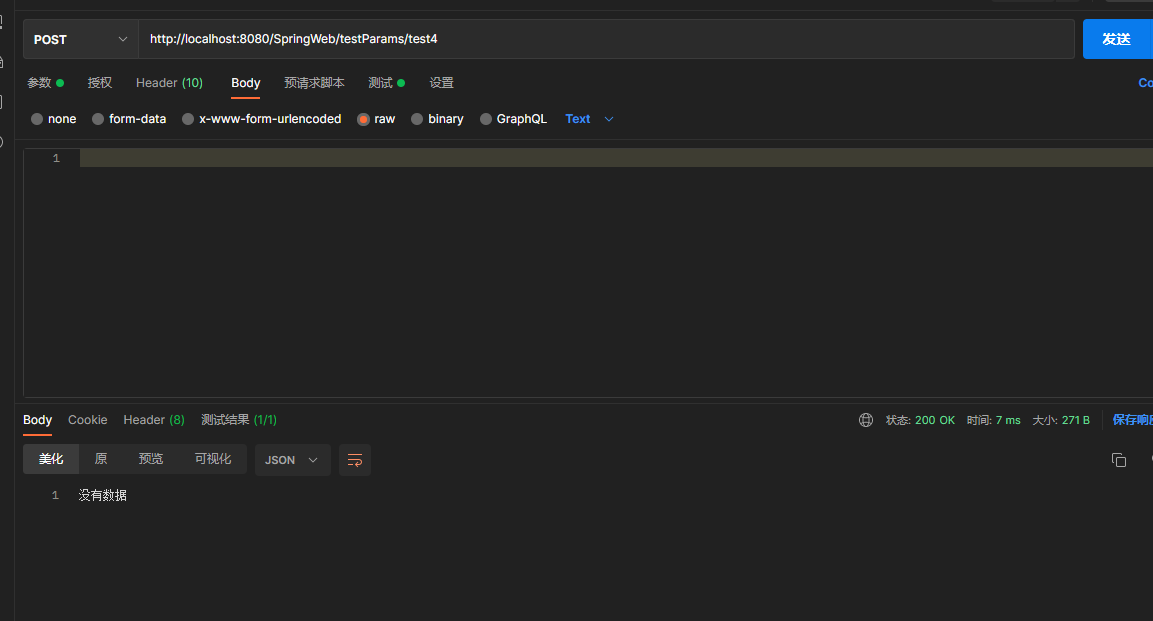 POST http://localhost:8080/SpringWeb/testParams/test4 发送
参数 授权 Header (10) Body 预请求脚本 测试 设置 Co
none form-data x-www-form-urlencoded raw binary GraphQL Text
1
Body Cookie Header (8) 测试结果 (1/1) 状态: 200 OK 时间: 7 ms 大小: 271 B 保存响应
美化 原 预览 可视化 JSON
1 没有数据